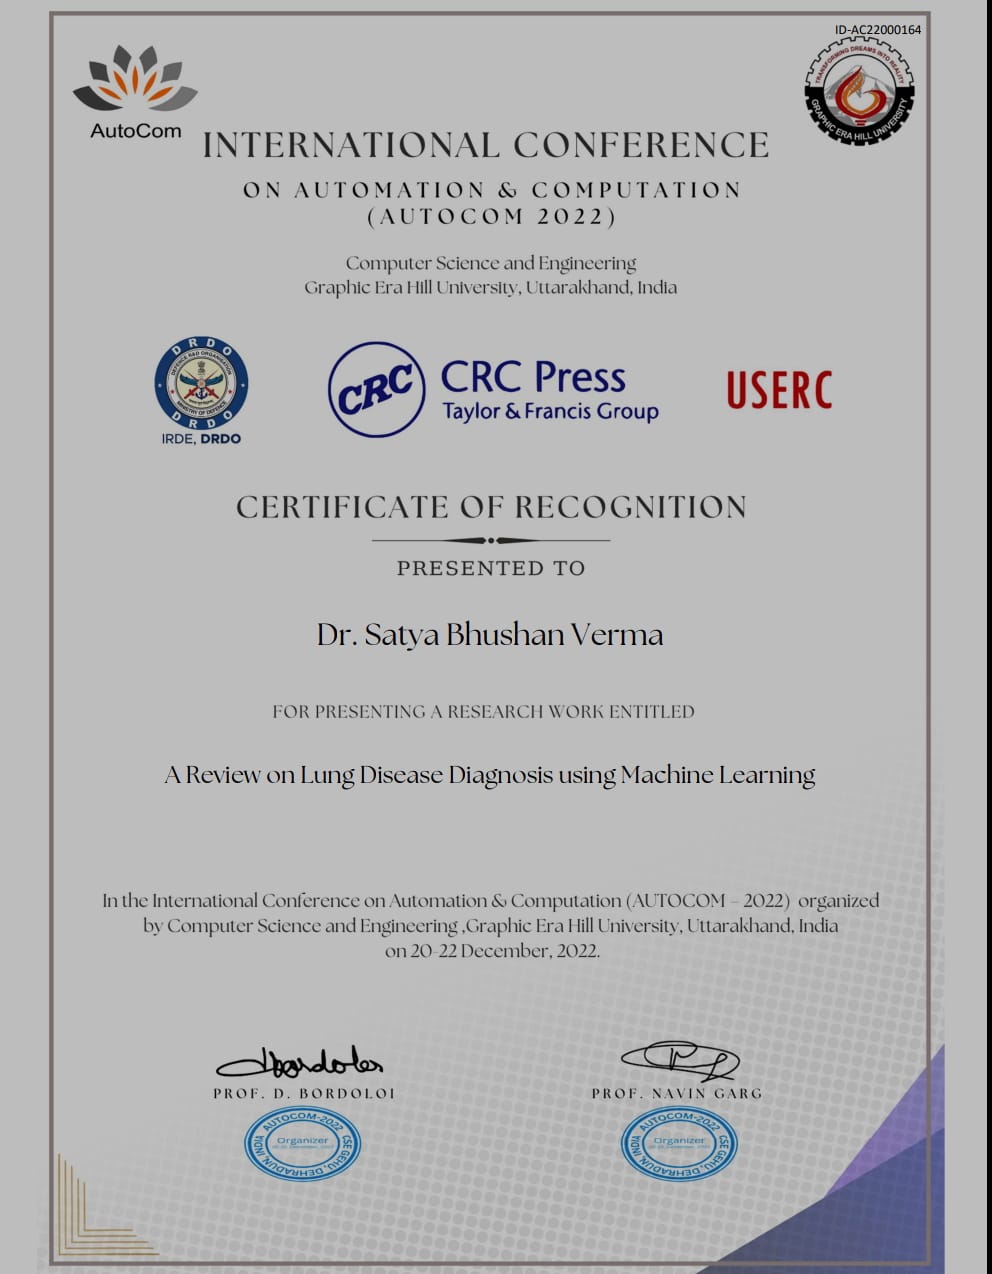 ID-AC22000164
AutoCom
TRANSFORMING DREAMS INTO REALITY
GRAPHIC ERA HILL UNIVERSITY
INTERNATIONAL CONFERENCE
ON AUTOMATION & COMPUTATION
(AUTOCOM 2022)
Computer Science and Engineering
Graphic Era Hill University, Uttarakhand, India
DRDO
DEFENCE R&D ORGANISATION
MINISTRY OF DEFENCE
DRDO
IRDE, DRDO
CRC
CRC Press
Taylor & Francis Group
USERC
CERTIFICATE OF RECOGNITION
PRESENTED TO
Dr. Satya Bhushan Verma
FOR PRESENTING A RESEARCH WORK ENTITLED
A Review on Lung Disease Diagnosis using Machine Learning
In the International Conference on Automation & Computation (AUTOCOM – 2022) organized
by Computer Science and Engineering ,Graphic Era Hill University, Uttarakhand, India
on 20-22 December, 2022.
dbordoloi
PROF. D. BORDOLOI
PROF. NAVIN GARG
AUTOCOM-2022
Organizer
CSE GEHU, DEHRADUN, INDIA
AUTOCOM-2022
Organizer
CSE GEHU, DEHRADUN, INDIA